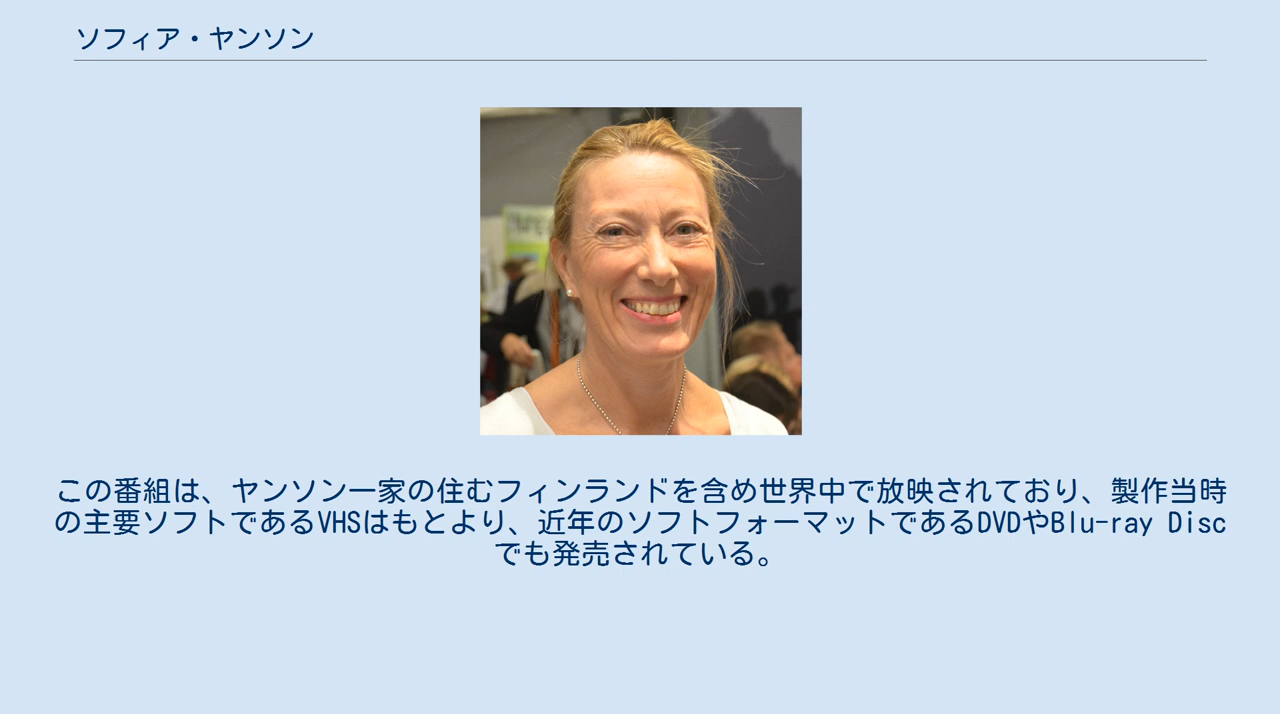 ソフィア・ヤンソン
この番組は、ヤンソン一家の住むフィンランドを含め世界中で放映されており、製作当時
の主要ソフトであるVHSはもとより、近年のソフトフォーマットであるDVDやBlu-ray Disc
でも発売されている。